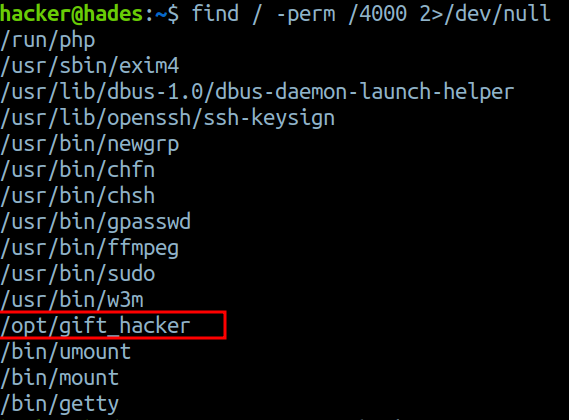 hacker@hades:~$ find / -perm /4000 2>/dev/null
/run/php
/usr/sbin/exim4
/usr/lib/dbus-1.0/dbus-daemon-launch-helper
/usr/lib/openssh/ssh-keysign
/usr/bin/newgrp
/usr/bin/chfn
/usr/bin/chsh
/usr/bin/gpasswd
/usr/bin/ffmpeg
/usr/bin/sudo
/usr/bin/w3m
/opt/gift_hacker
/bin/umount
/bin/mount
/bin/getty